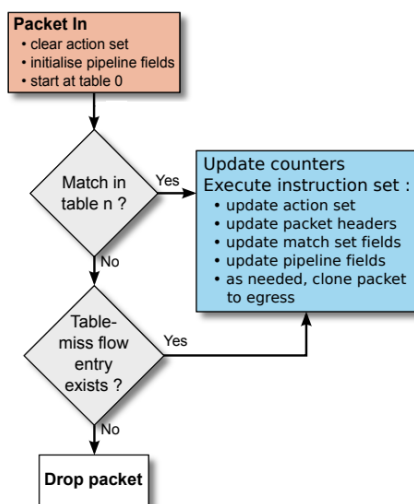 Packet In
• clear action set
• initialise pipeline fields
• start at table 0
Match in
table n ?
Yes
No
Update counters
Execute instruction set :
• update action set
• update packet headers
• update match set fields
• update pipeline fields
• as needed, clone packet
to egress
Table-
miss flow
entry
exists ?
Yes
No
Drop packet